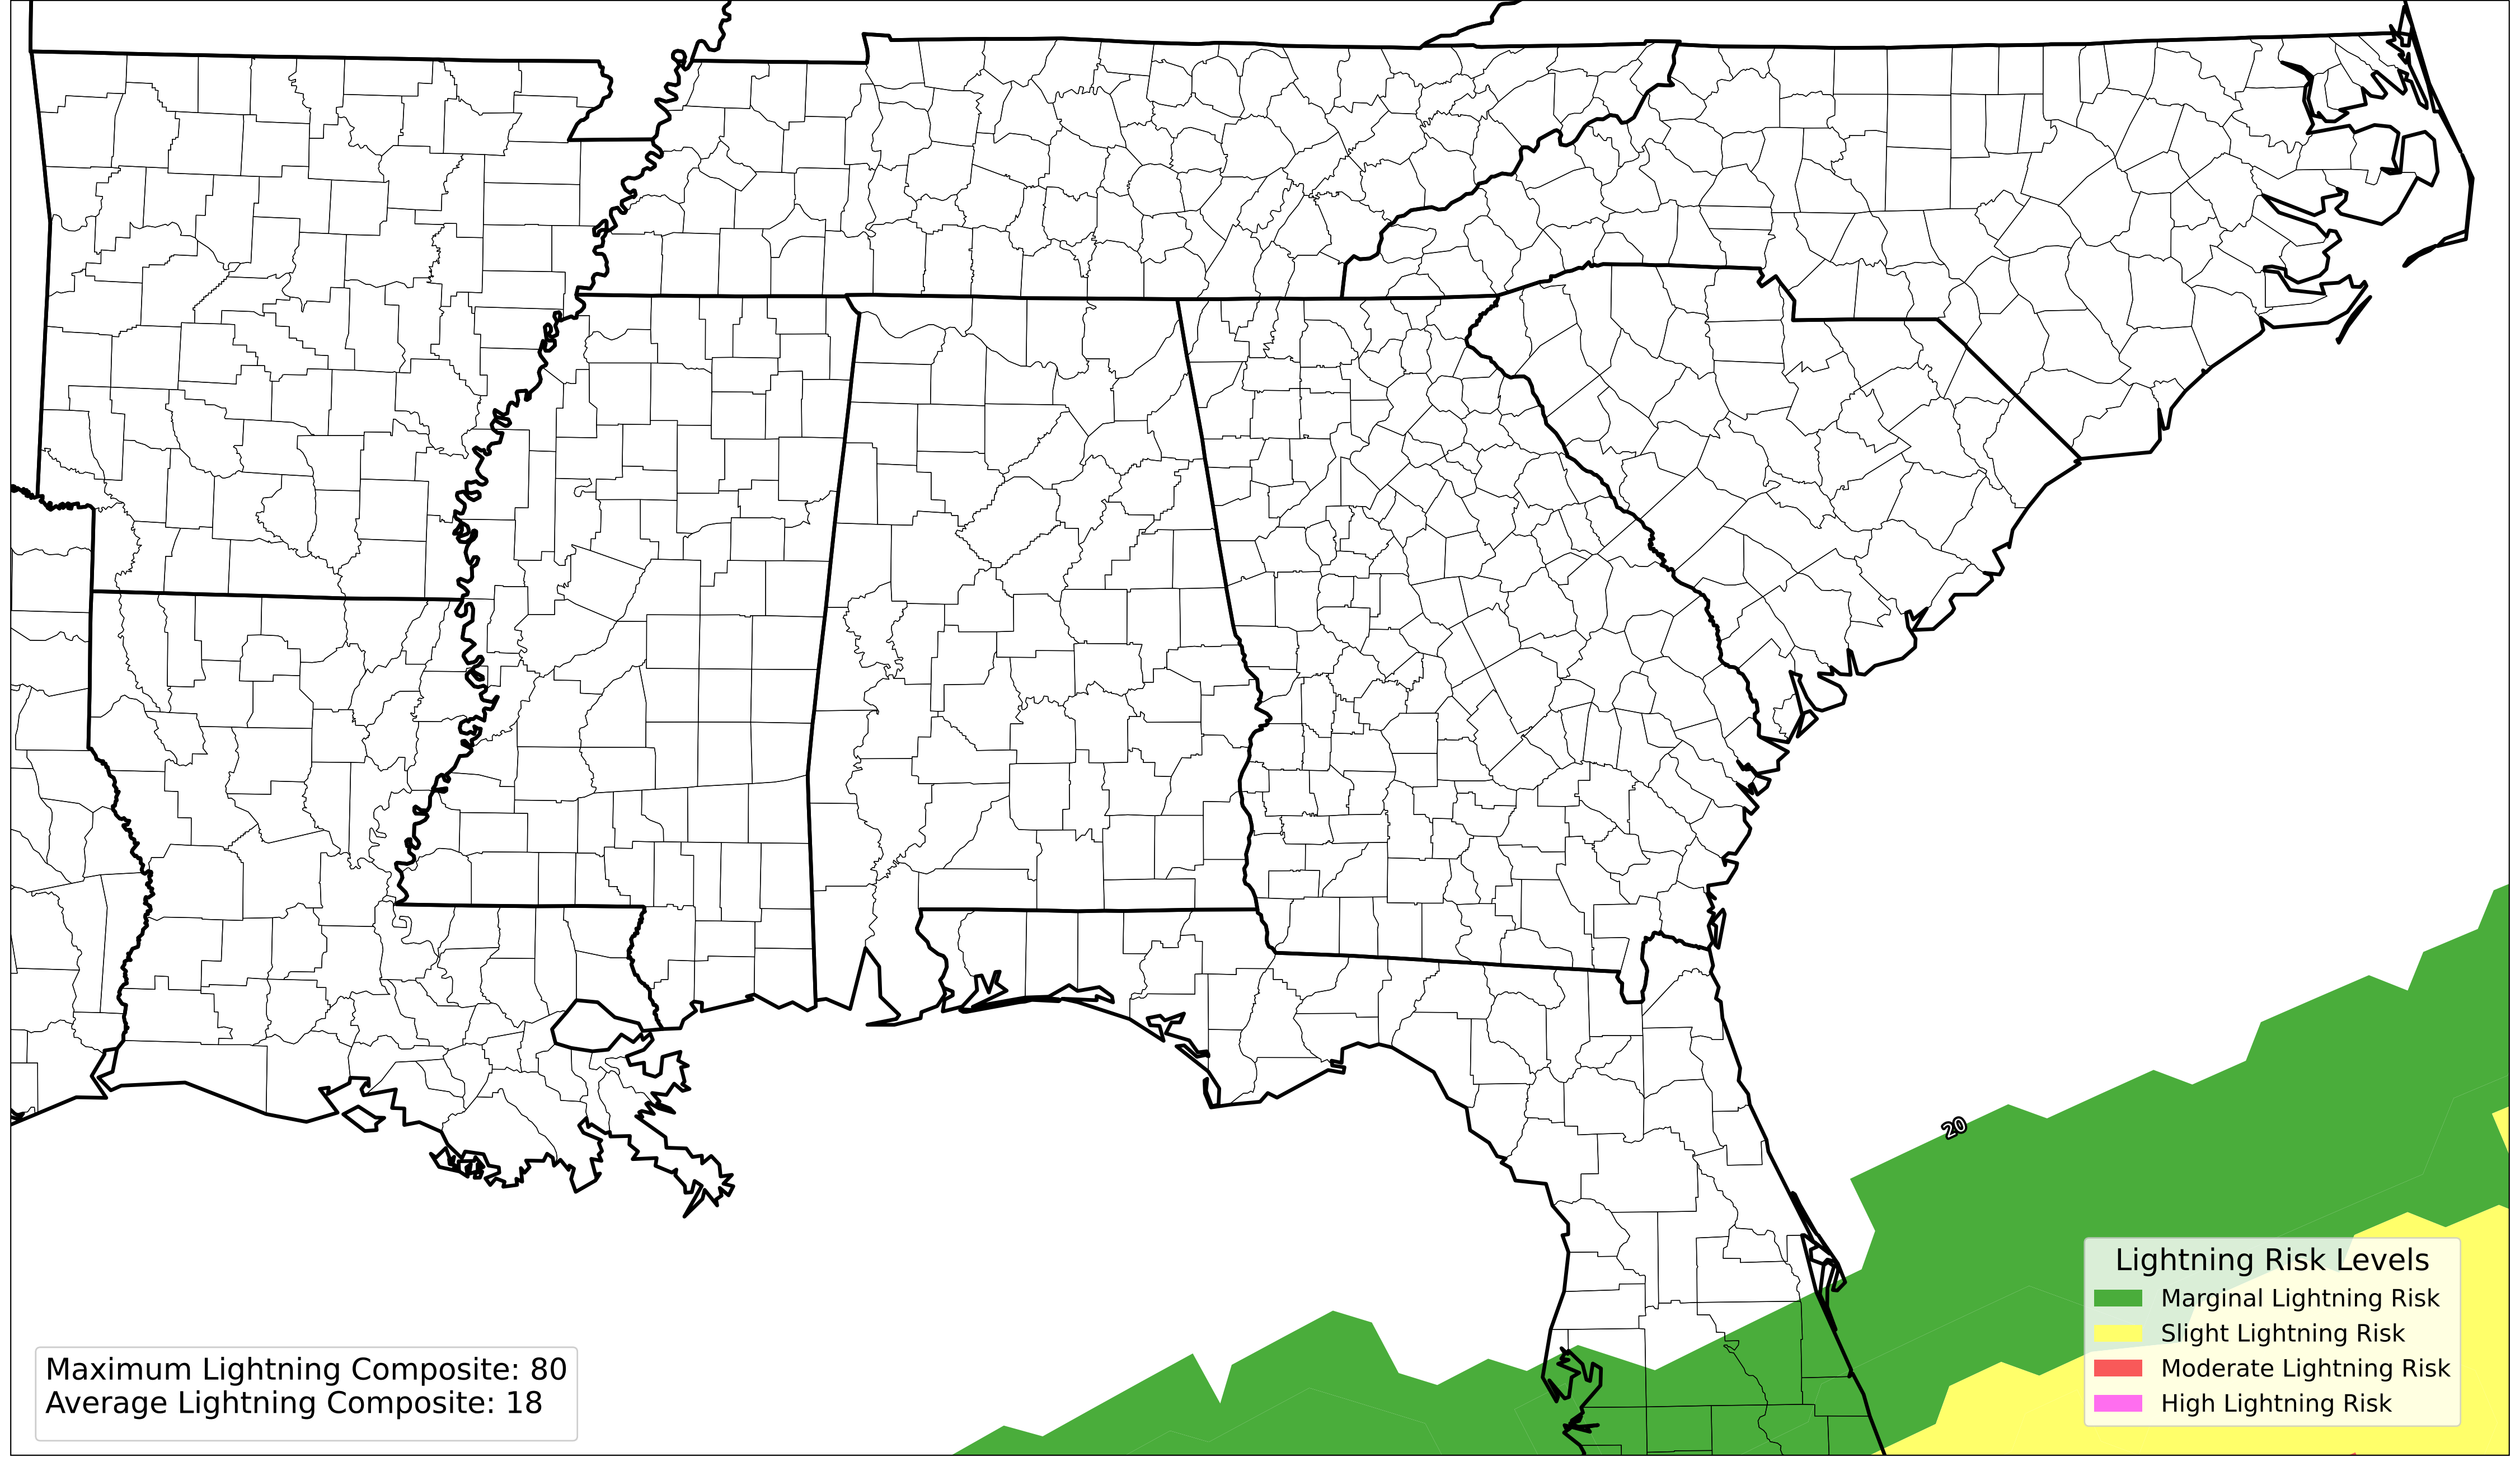 20
Lightning Risk Levels
Marginal Lightning Risk
Slight Lightning Risk
Moderate Lightning Risk
High Lightning Risk
Maximum Lightning Composite: 80
Average Lightning Composite: 18